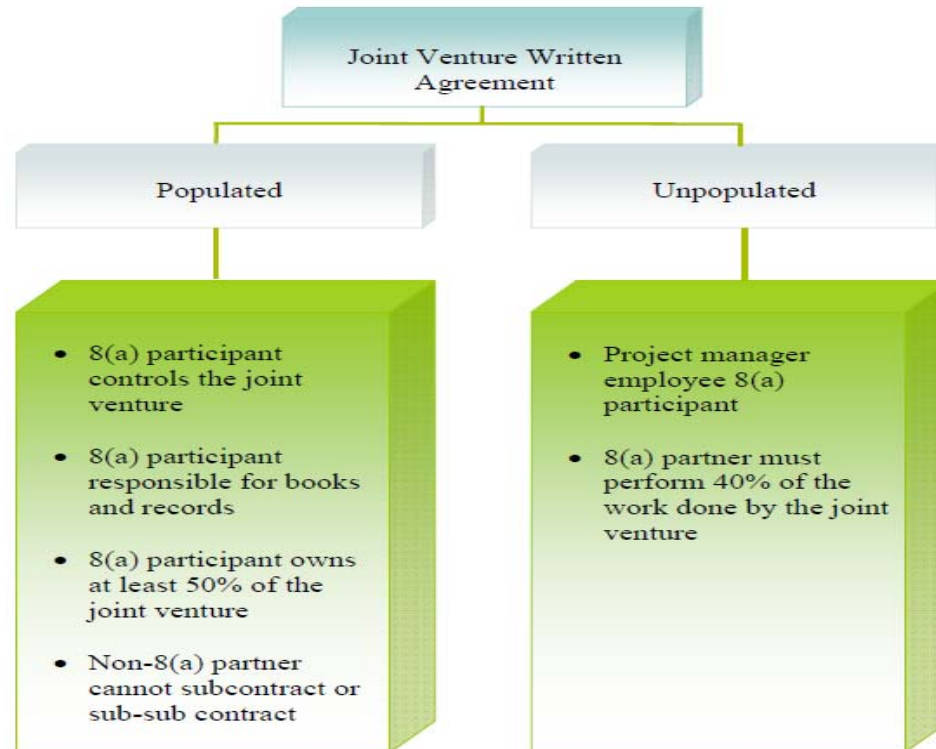 Joint Venture Written
Agreement
Populated
Unpopulated
• 8(a) participant
controls the joint
venture
• 8(a) participant
responsible for books
and records
• 8(a) participant owns
at least 50% of the
joint venture
• Non-8(a) partner
cannot subcontract or
sub-sub contract
• Project manager
employee 8(a)
participant
• 8(a) partner must
perform 40% of the
work done by the joint
venture